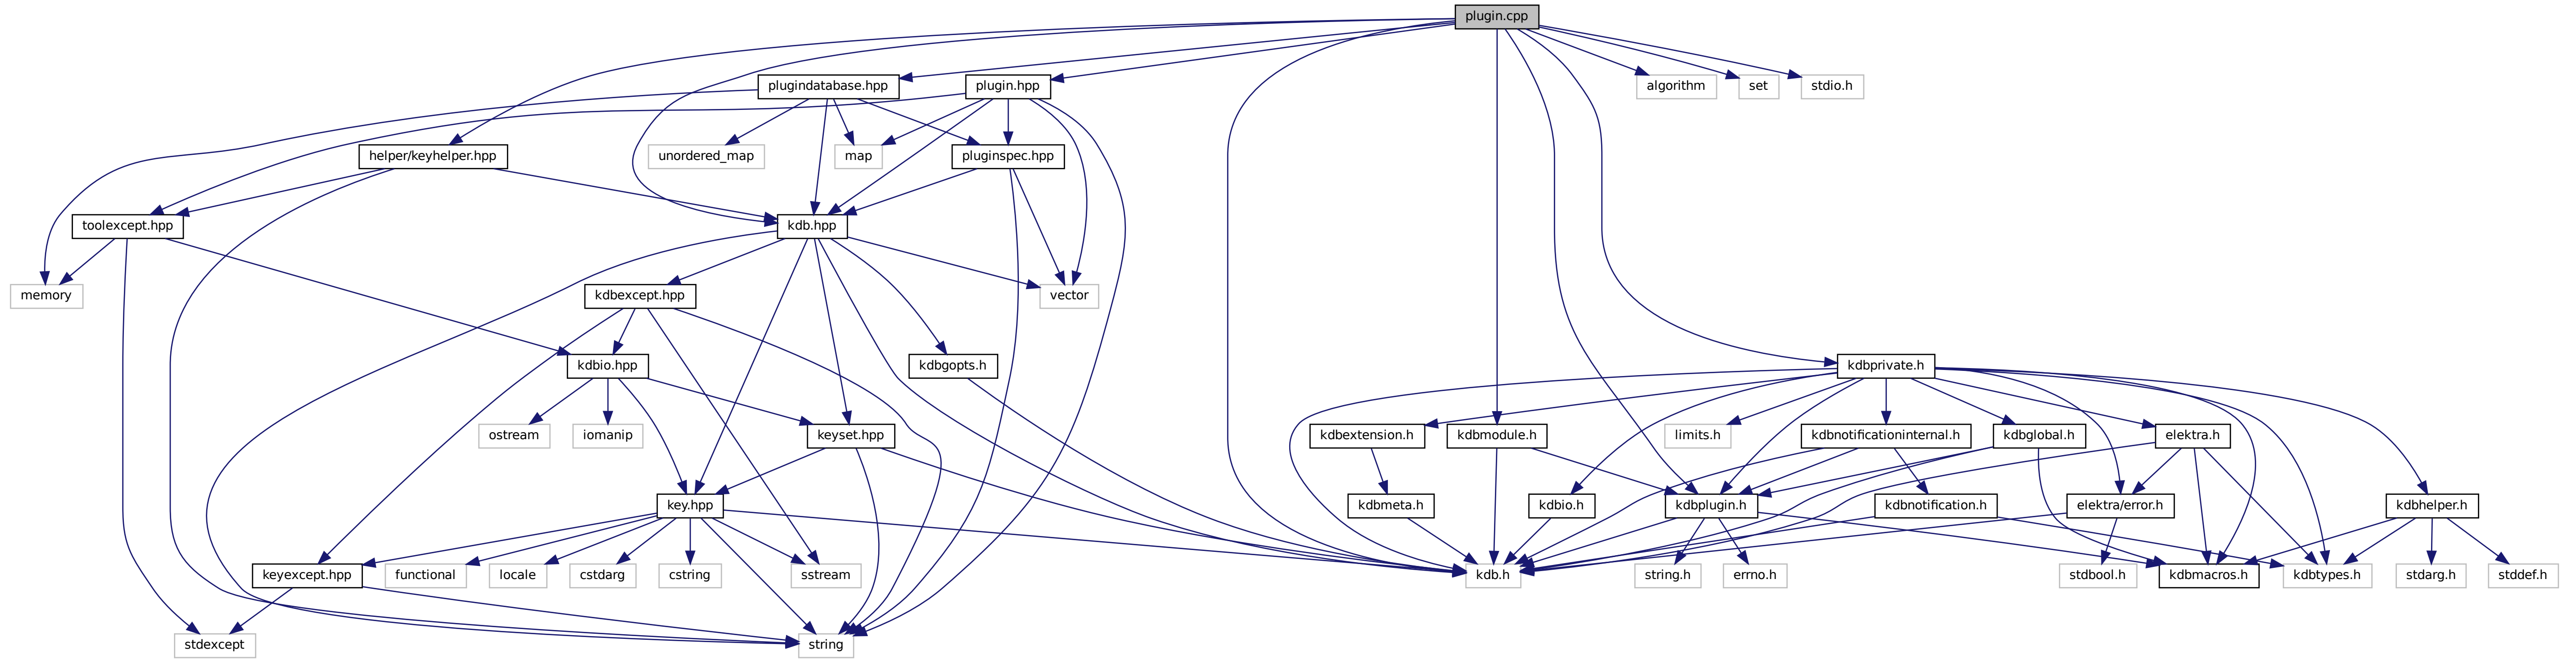 plugin.cpp
plugindatabase.hpp
plugin.hpp
algorithm
set
stdio.h
helper/keyhelper.hpp
unordered_map
map
pluginspec.hpp
toolexcept.hpp
kdb.hpp
memory
kdbexcept.hpp
vector
kdbio.hpp
kdbgopts.h
kdbprivate.h
ostream
iomanip
keyset.hpp
kdbextension.h
kdbmodule.h
limits.h
kdbnotificationinternal.h
kdbglobal.h
elektra.h
key.hpp
kdbmeta.h
kdbio.h
kdbplugin.h
kdbnotification.h
elektra/error.h
kdbhelper.h
keyexcept.hpp
functional
locale
cstdarg
cstring
sstream
kdb.h
string.h
errno.h
stdbool.h
kdbmacros.h
kdbtypes.h
stdarg.h
stddef.h
stdexcept
string